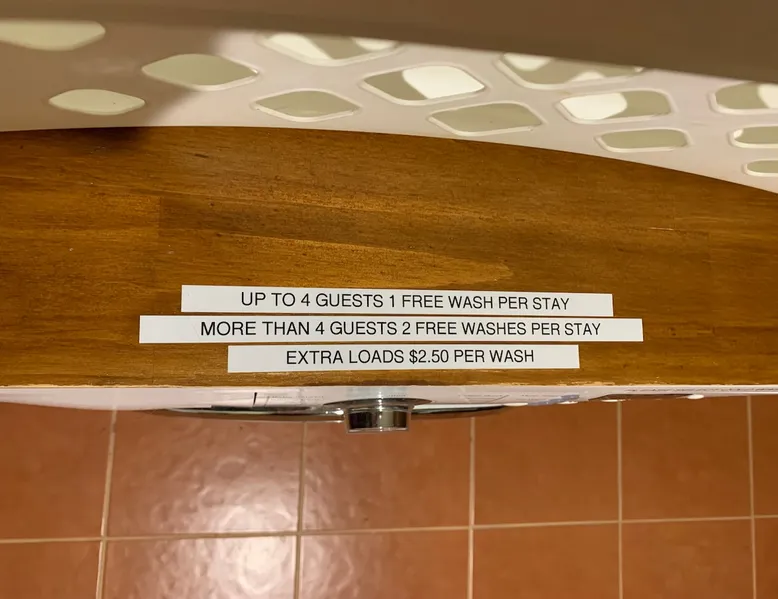 UP TO 4 GUESTS 1 FREE WASH PER STAY
MORE THAN 4 GUESTS 2 FREE WASHES PER STAY
EXTRA LOADS $2.50 PER WASH